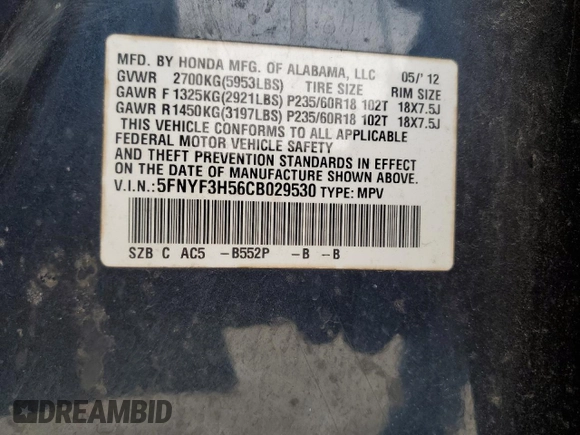 MFD. BY HONDA MFG. OF ALABAMA, LLC 05/'12
GVWR 2700KG(5953LBS) TIRE SIZE RIM SIZE
GAWR F 1325KG(2921LBS) P235/60R18 102T 18X7.5J
GAWR R 1450KG(3197LBS) P235/60R18 102T 18X7.5J
THIS VEHICLE CONFORMS TO ALL APPLICABLE
FEDERAL MOTOR VEHICLE SAFETY
AND THEFT PREVENTION STANDARDS IN EFFECT
ON THE DATE OF MANUFACTURE SHOWN ABOVE.
V.I.N.: 5FNYF3H56CB029530 TYPE: MPV
SZB C AC5 -B552P -B --B
DREAMBID